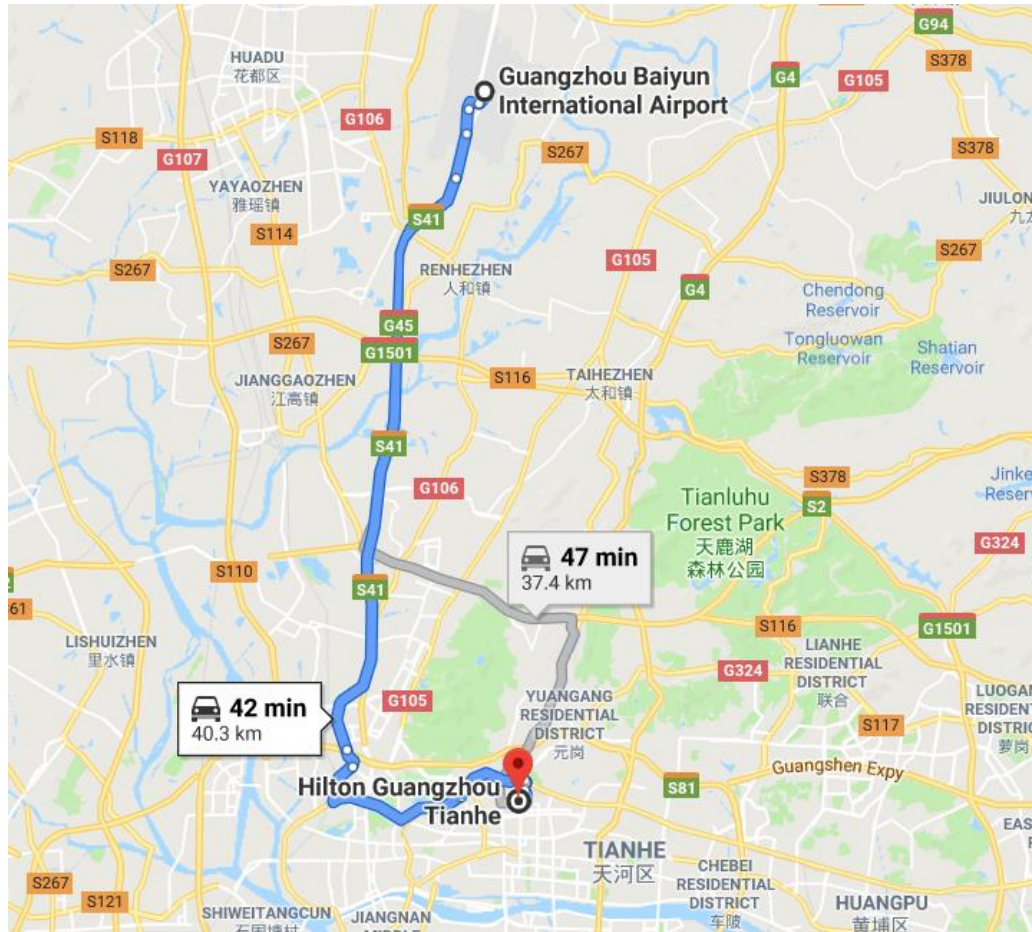 G94
HUADU
花都区
Guangzhou Baiyun
International Airport
G4
G105
S378
G106
S118
G107
S267
S378
YAYAOZHEN
雅瑶镇
JIULON
S41
S114
G105
S267
RENHEZHEN
人和镇
S267
G4
Chendong
Reservoir
G45
Tongluowan
Reservoir
Shatian
Reservoir
S267
G1501
JIANGGAOZHEN
江高镇
S116
TAIHEZHEN
太和镇
S41
G106
S378
Jinke
Reser
Tianluhu
Forest Park
天鹿湖
森林公园
S2
G324
47 min
37.4 km
S110
S41
61
S116
G1501
LISHUIZHEN
里水镇
LIANHE
RESIDENTIAL
DISTRICT
联合
G324
42 min
40.3 km
G105
YUANGANG
RESIDENTIAL
DISTRICT
元岗
LUOGAN
RESIDENT
DISTRIC
萝岗
S117
Guangshen Expy
Hilton Guangzhou
Tianhe
S81
TIANHE
天河区
EAS
CHEBEI
RESIDENTIAL
DISTRICT
车陂
S267
S121
HUANGPU
黄埔区
SHIWEITANGCUN
JIANGNAN